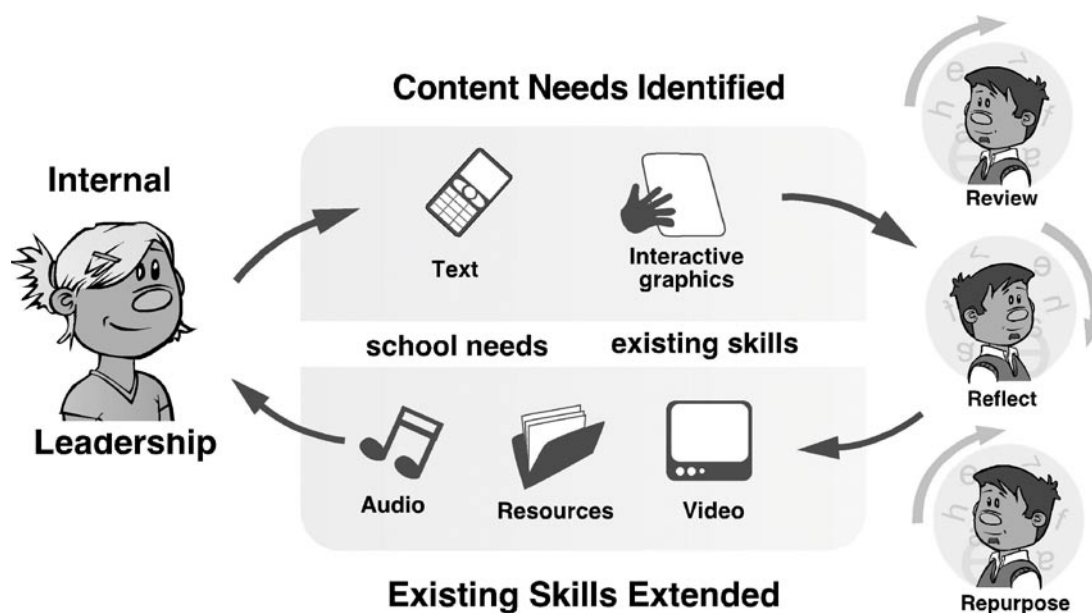 Content Needs Identified
Internal
Leadership
Text
Interactive
graphics
school needs
existing skills
Audio
Resources
Video
Existing Skills Extended
Review
Reflect
Repurpose